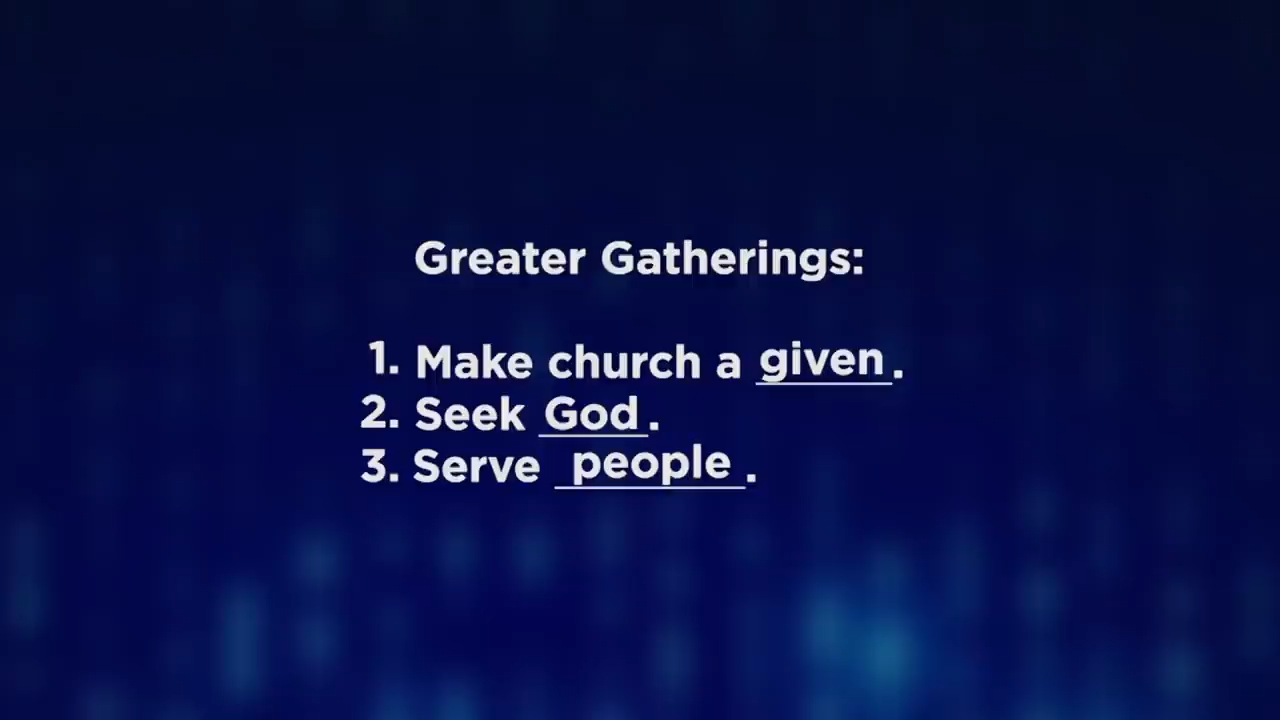 Greater Gatherings:
1. Make church a given.
2. Seek God.
3. Serve people.